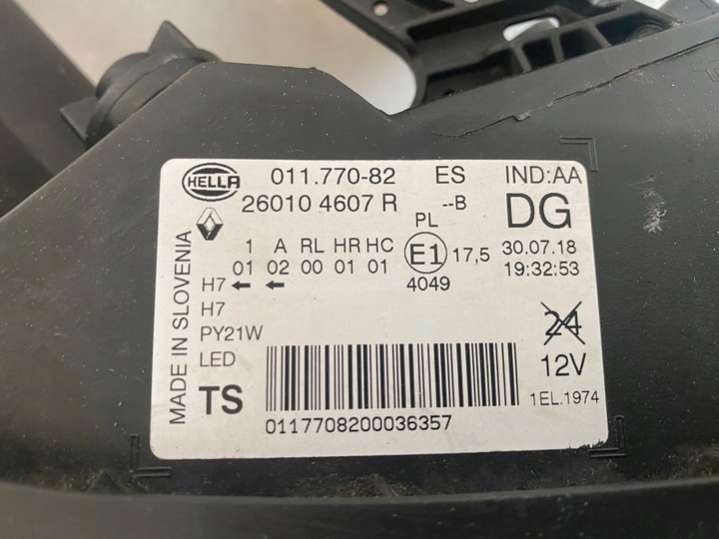 HELLA 011.770-82 ES IND:AA
26010 4607 R --B DG
PL
1 A RL HR HC E1 17,5 30.07.18
01 02 00 01 01 4049 19:32:53
H7 ← ←
H7
PY21W 24
LED 12V
TS 1EL.1974
0117708200036357
MADE IN SLOVENIA